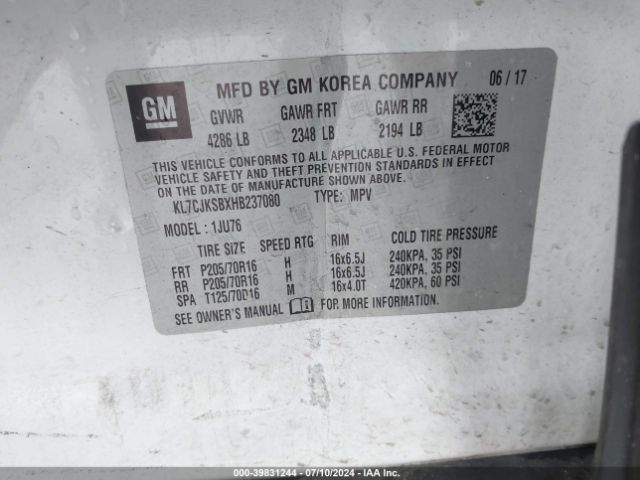 GM MFD BY GM KOREA COMPANY 06/17
GVWR GAWR FRT GAWR RR
4286 LB 2348 LB 2194 LB
THIS VEHICLE CONFORMS TO ALL APPLICABLE U.S. FEDERAL MOTOR
VEHICLE SAFETY AND THEFT PREVENTION STANDARDS IN EFFECT
ON THE DATE OF MANUFACTURE SHOWN ABOVE.
KL7CJKSBXHB237080 TYPE: MPV
MODEL: 1JU76
TIRE SIZE SPEED RTG RIM COLD TIRE PRESSURE
FRT P205/70R16 H 16x6.5J 240KPA, 35 PSI
RR P205/70R16 H 16x6.5J 240KPA, 35 PSI
SPA T125/70D16 M 16x4.0T 420KPA, 60 PSI
SEE OWNER'S MANUAL FOR MORE INFORMATION.
000-39831244 / 07/10/2024 - IAA Inc.